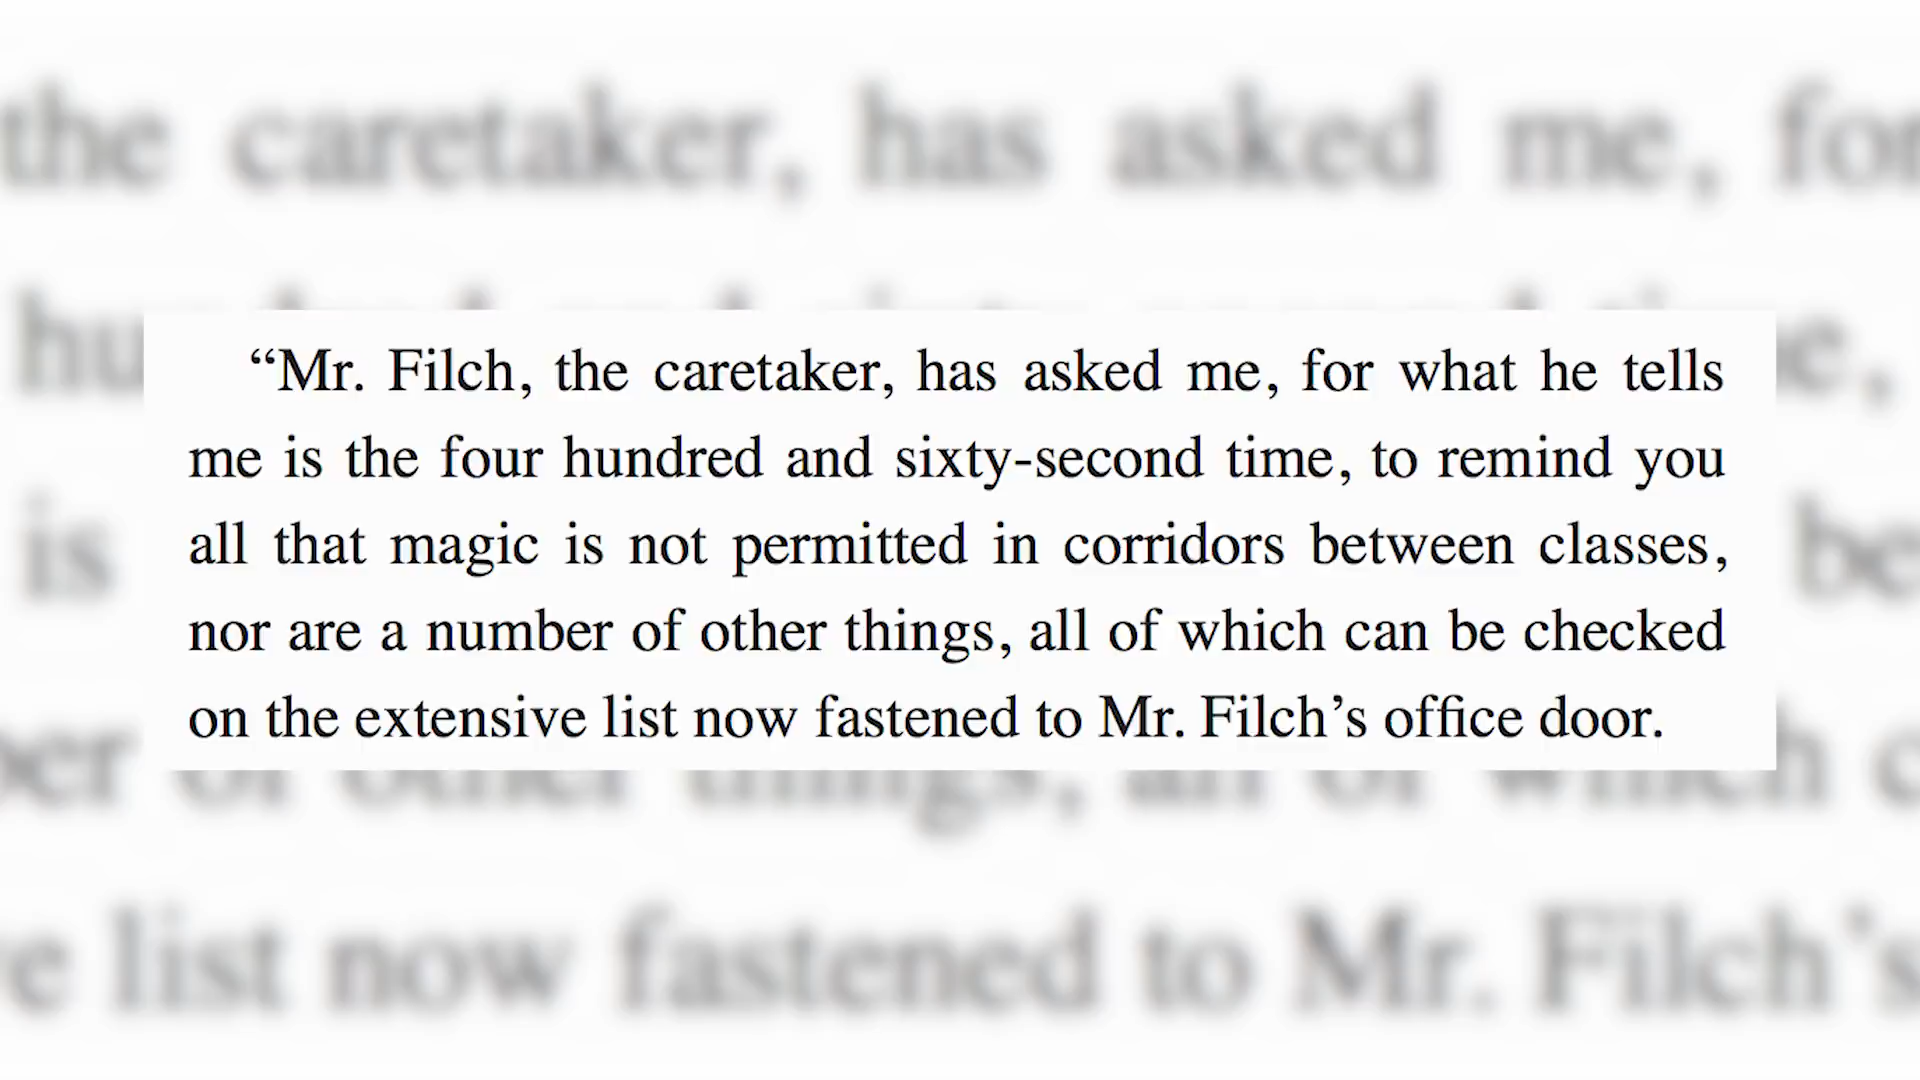 “Mr. Filch, the caretaker, has asked me, for what he tells
me is the four hundred and sixty-second time, to remind you
all that magic is not permitted in corridors between classes,
nor are a number of other things, all of which can be checked
on the extensive list now fastened to Mr. Filch’s office door.